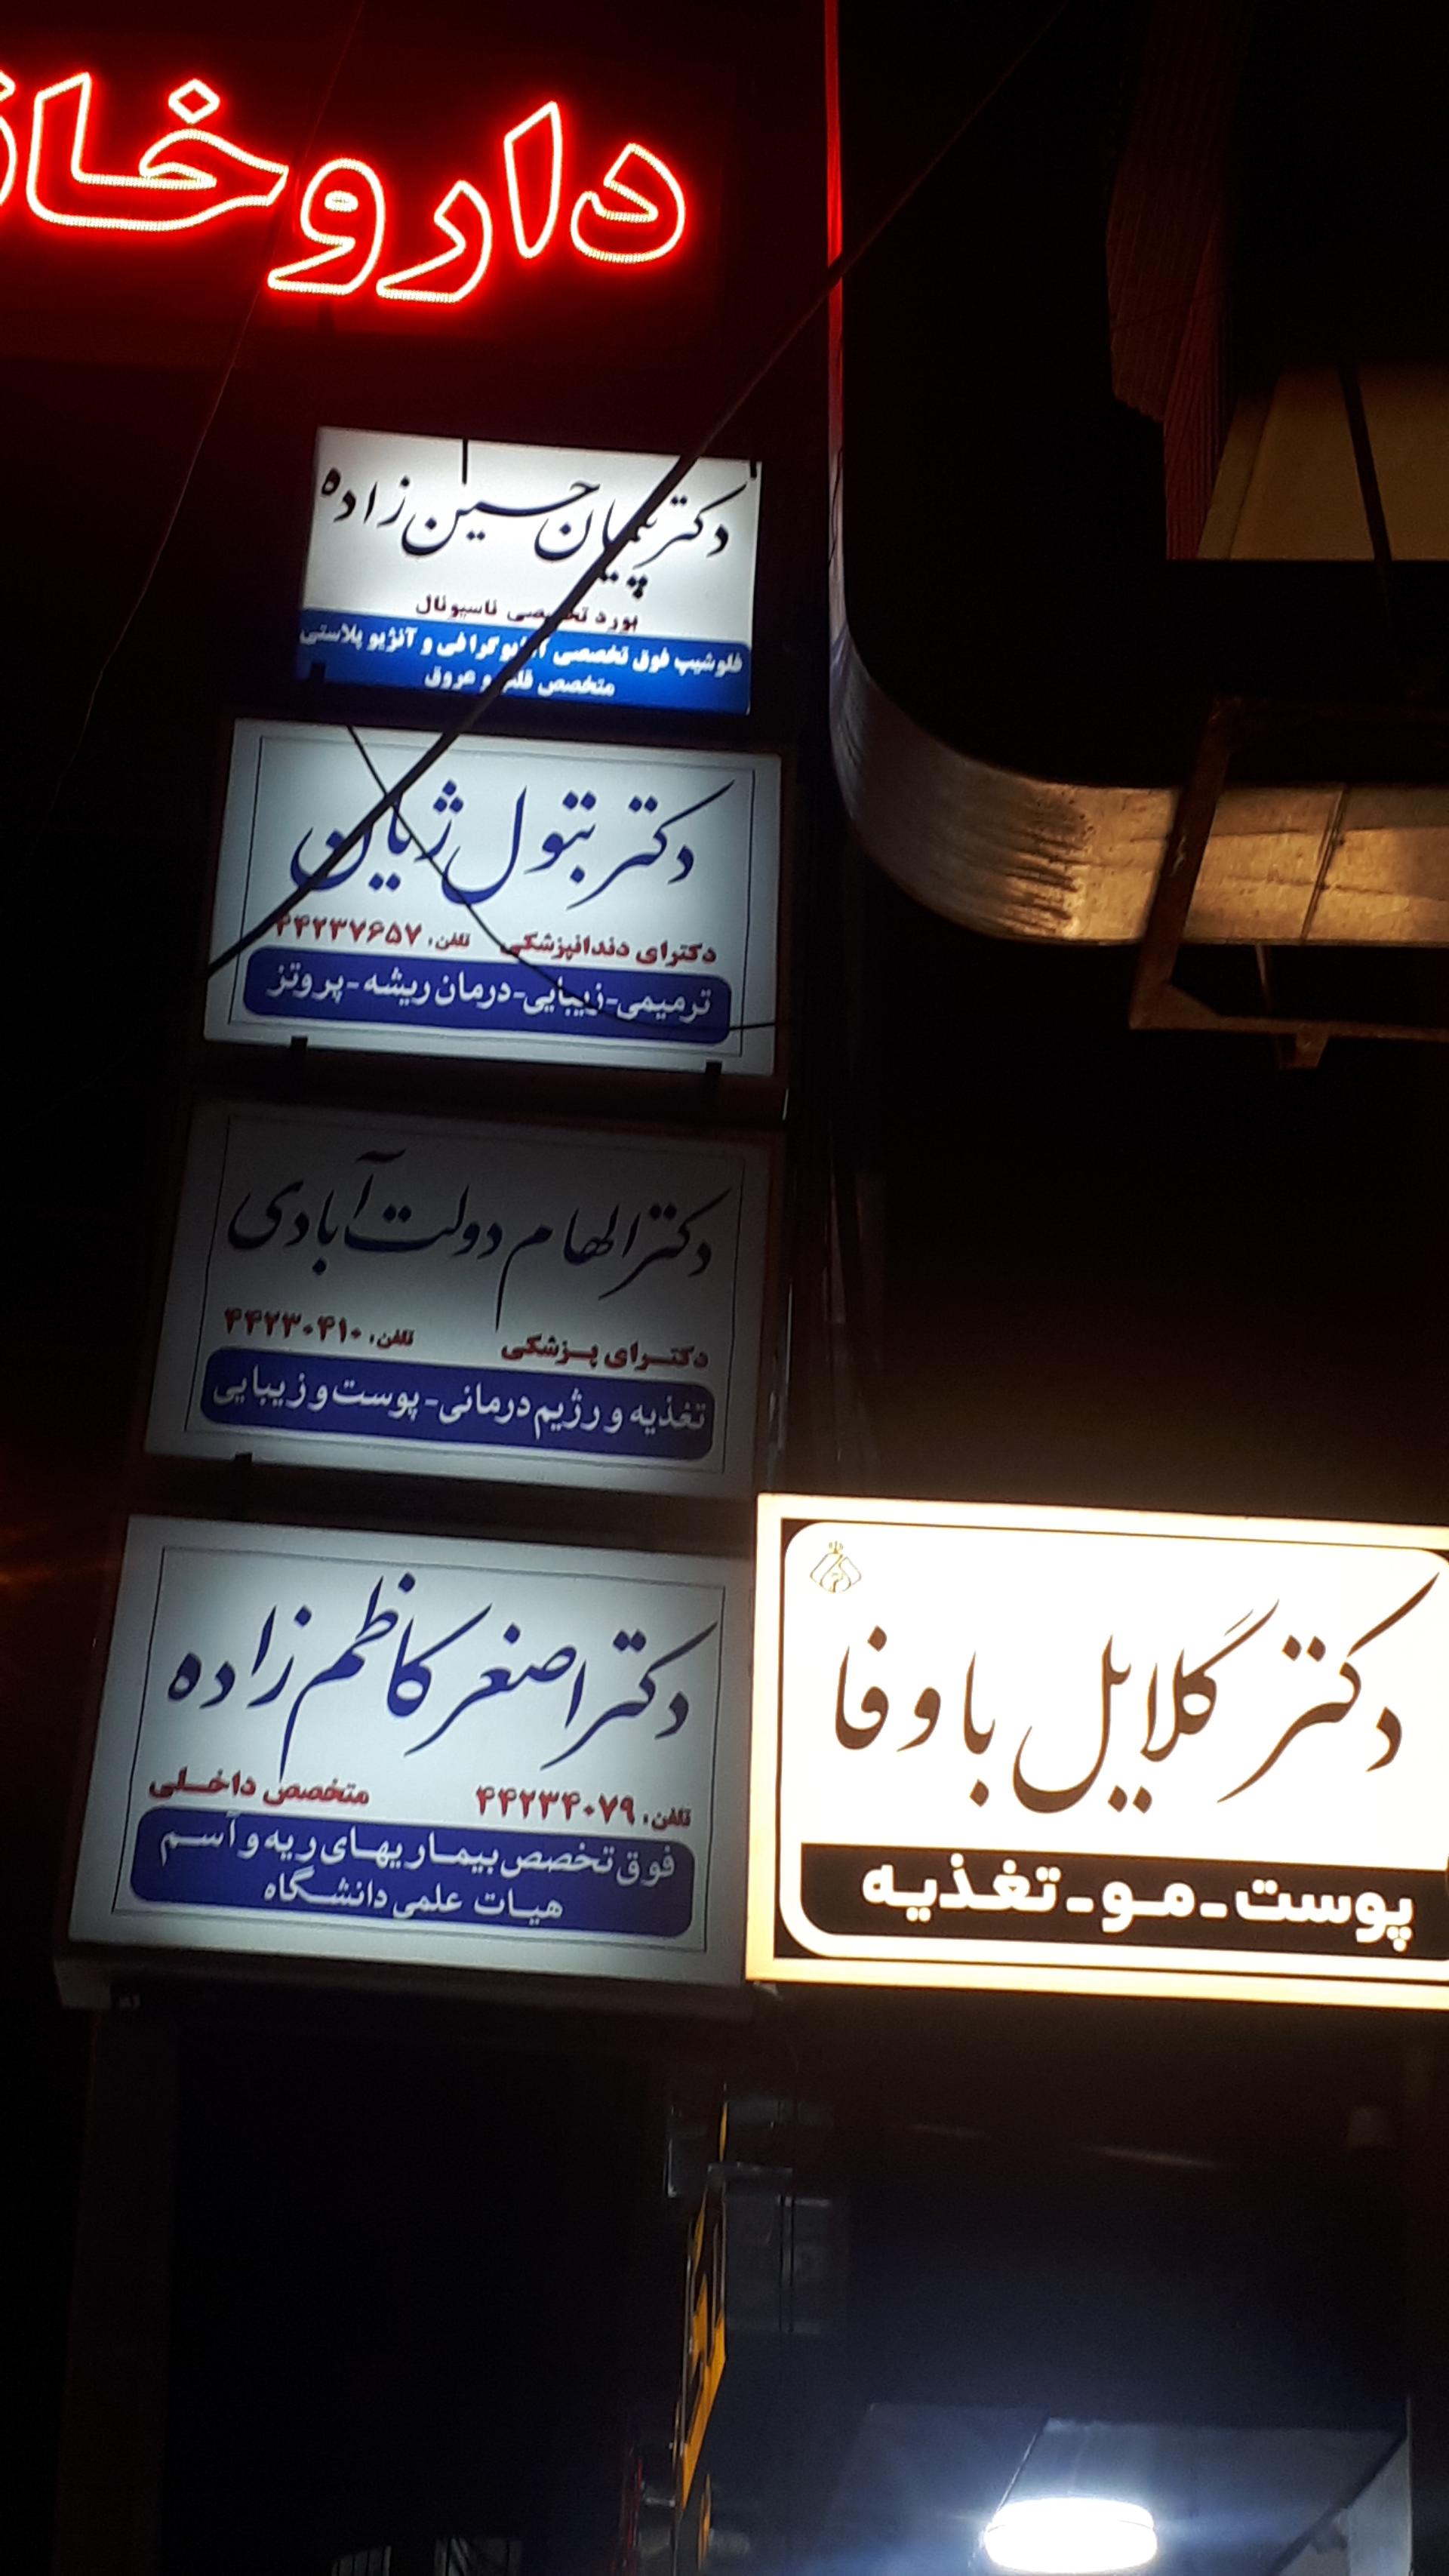 داروخانه
دکتر پیمان حسین زاده
بورد تخصصی ناسیونال
فلوشیپ فوق تخصصی آنژیوگرافی و آنژیو پلاستی
متخصص قلب و عروق
دکتر بتول ژیان
دکترای دندانپزشکی تلفن: ۴۴۲۳۷۶۵۷
ترمیمی-زیبایی-درمان ریشه-پروتز
دکتر الهام دولت آبادی
دکترای پزشکی تلفن: ۴۴۲۳۰۴۱۰
تغذیه و رژیم درمانی-پوست و زیبایی
دکتر اصغر کاظم زاده
تلفن: ۴۴۲۳۴۰۷۹ متخصص داخلی
فوق تخصص بیماریهای ریه و آسم
هیات علمی دانشگاه
دکتر گلایل باوفا
پوست-مو-تغذیه